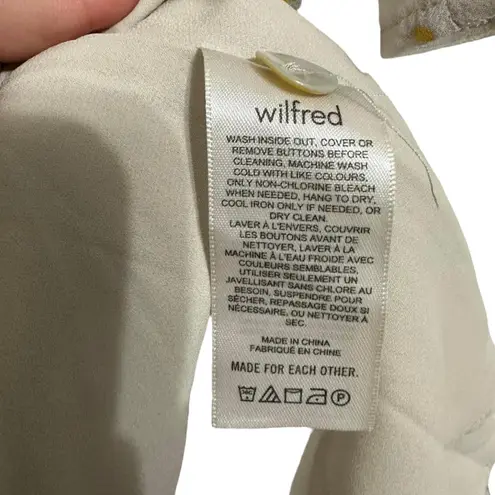 wilfred
WASH INSIDE OUT, COVER OR
REMOVE BUTTONS BEFORE
CLEANING, MACHINE WASH
COLD WITH LIKE COLOURS,
ONLY NON-CHLORINE BLEACH
WHEN NEEDED, HANG TO DRY,
COOL IRON ONLY IF NEEDED, OR
DRY CLEAN.
LAVER À L'ENVERS, COUVRIR
LES BOUTONS AVANT DE
NETTOYER, LAVER À LA
MACHINE À L'EAU FROIDE AVEC
COULEURS SEMBLABLES,
UTILISER SEULEMENT UN
JAVELLISANT SANS CHLORE AU
BESOIN, SUSPENDRE POUR
SÉCHER, REPASSAGE DOUX SI
NÉCESSAIRE, OU NETTOYER À
SEC.
MADE IN CHINA
FABRIQUÉ EN CHINE
MADE FOR EACH OTHER.
P